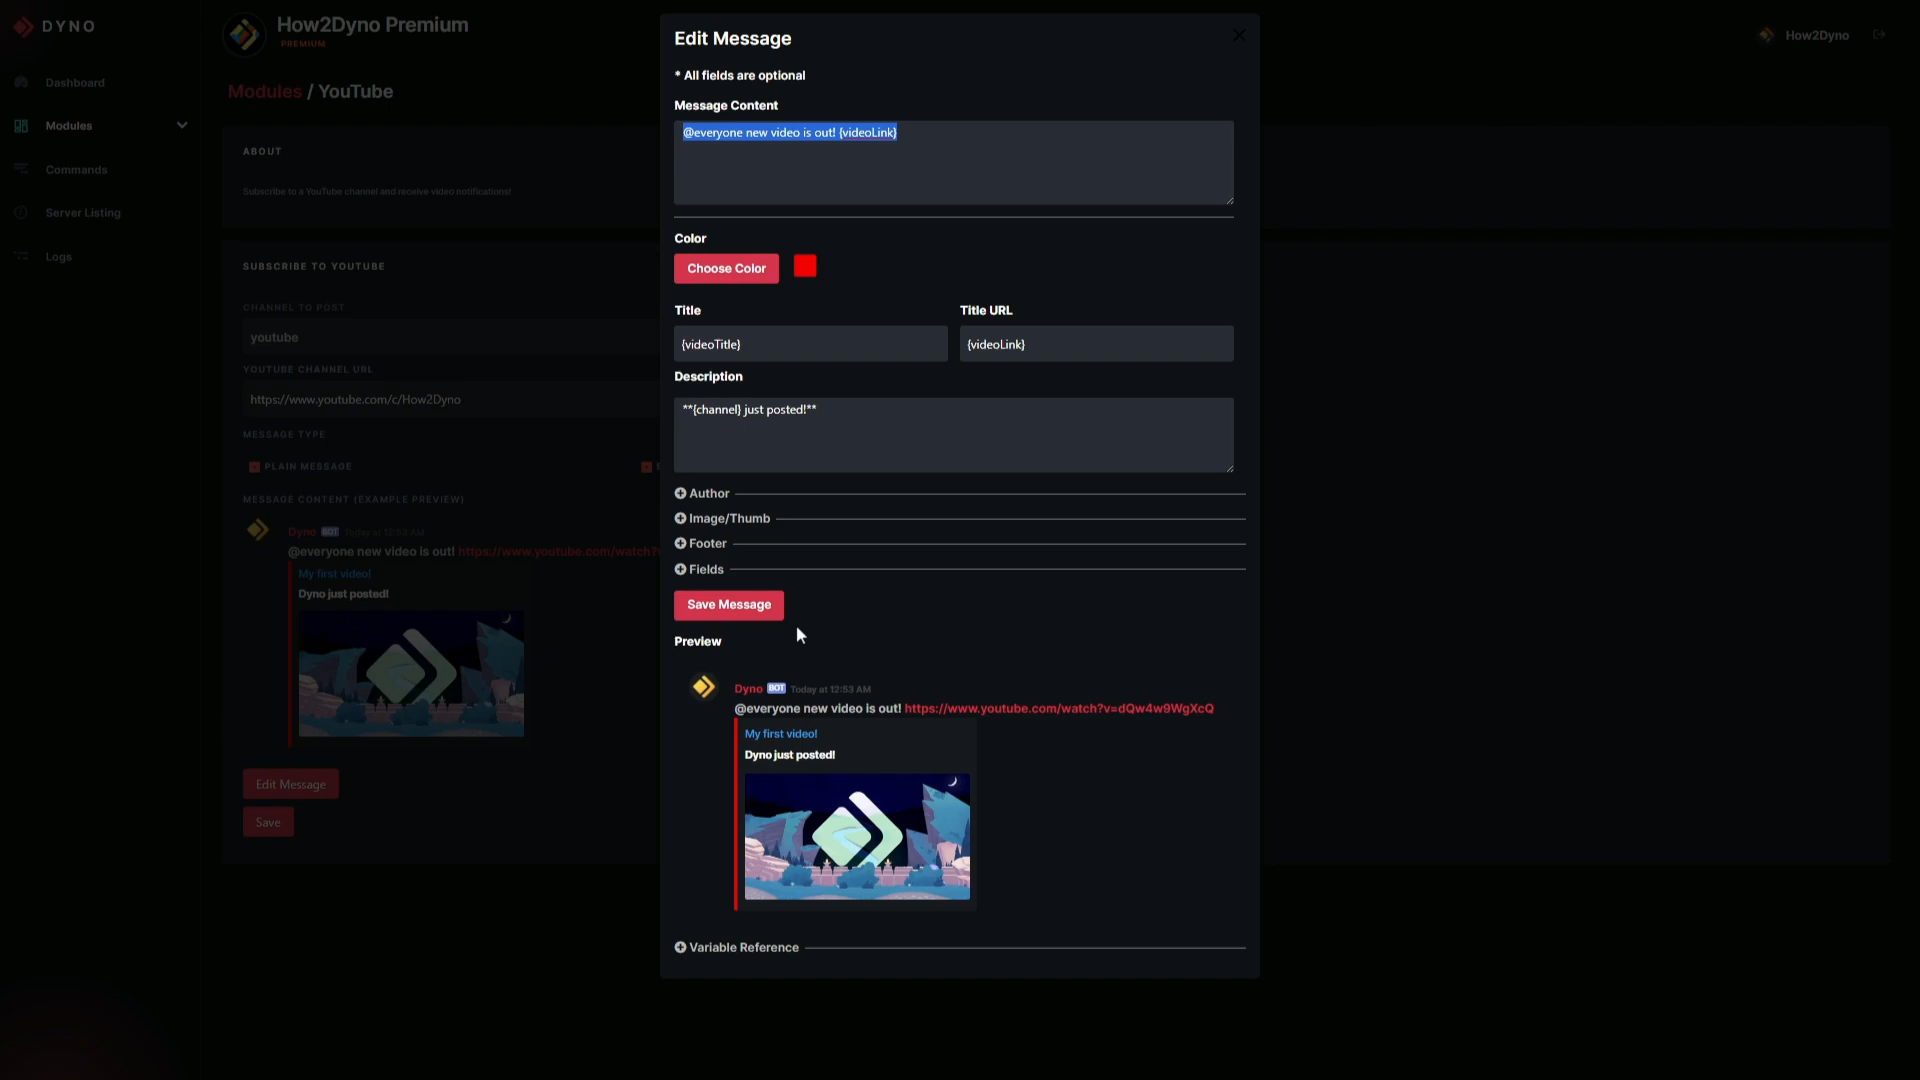 DYNO
Dashboard
Modules
Commands
Server Listing
Logs
How2Dyno Premium
PREMIUM
How2Dyno
Modules / YouTube
ABOUT
Subscribe to a YouTube channel and receive video notifications!
SUBSCRIBE TO YOUTUBE
CHANNEL TO POST
youtube
YOUTUBE CHANNEL URL
https://www.youtube.com/c/How2Dyno
MESSAGE TYPE
PLAIN MESSAGE
MESSAGE CONTENT (EXAMPLE PREVIEW)
Dyno BOT Today at 12:53 AM
@everyone new video is out! https://www.youtube.com/watch?v
My first video!
Dyno just posted!
Edit Message
Save
Edit Message
* All fields are optional
Message Content
@everyone new video is out! {videoLink}
Color
Choose Color
Title
Title URL
{videoTitle}
{videoLink}
Description
**{channel} just posted!**
Author
Image/Thumb
Footer
Fields
Save Message
Preview
Dyno BOT Today at 12:53 AM
@everyone new video is out! https://www.youtube.com/watch?v=dQw4w9WgXcQ
My first video!
Dyno just posted!
Variable Reference